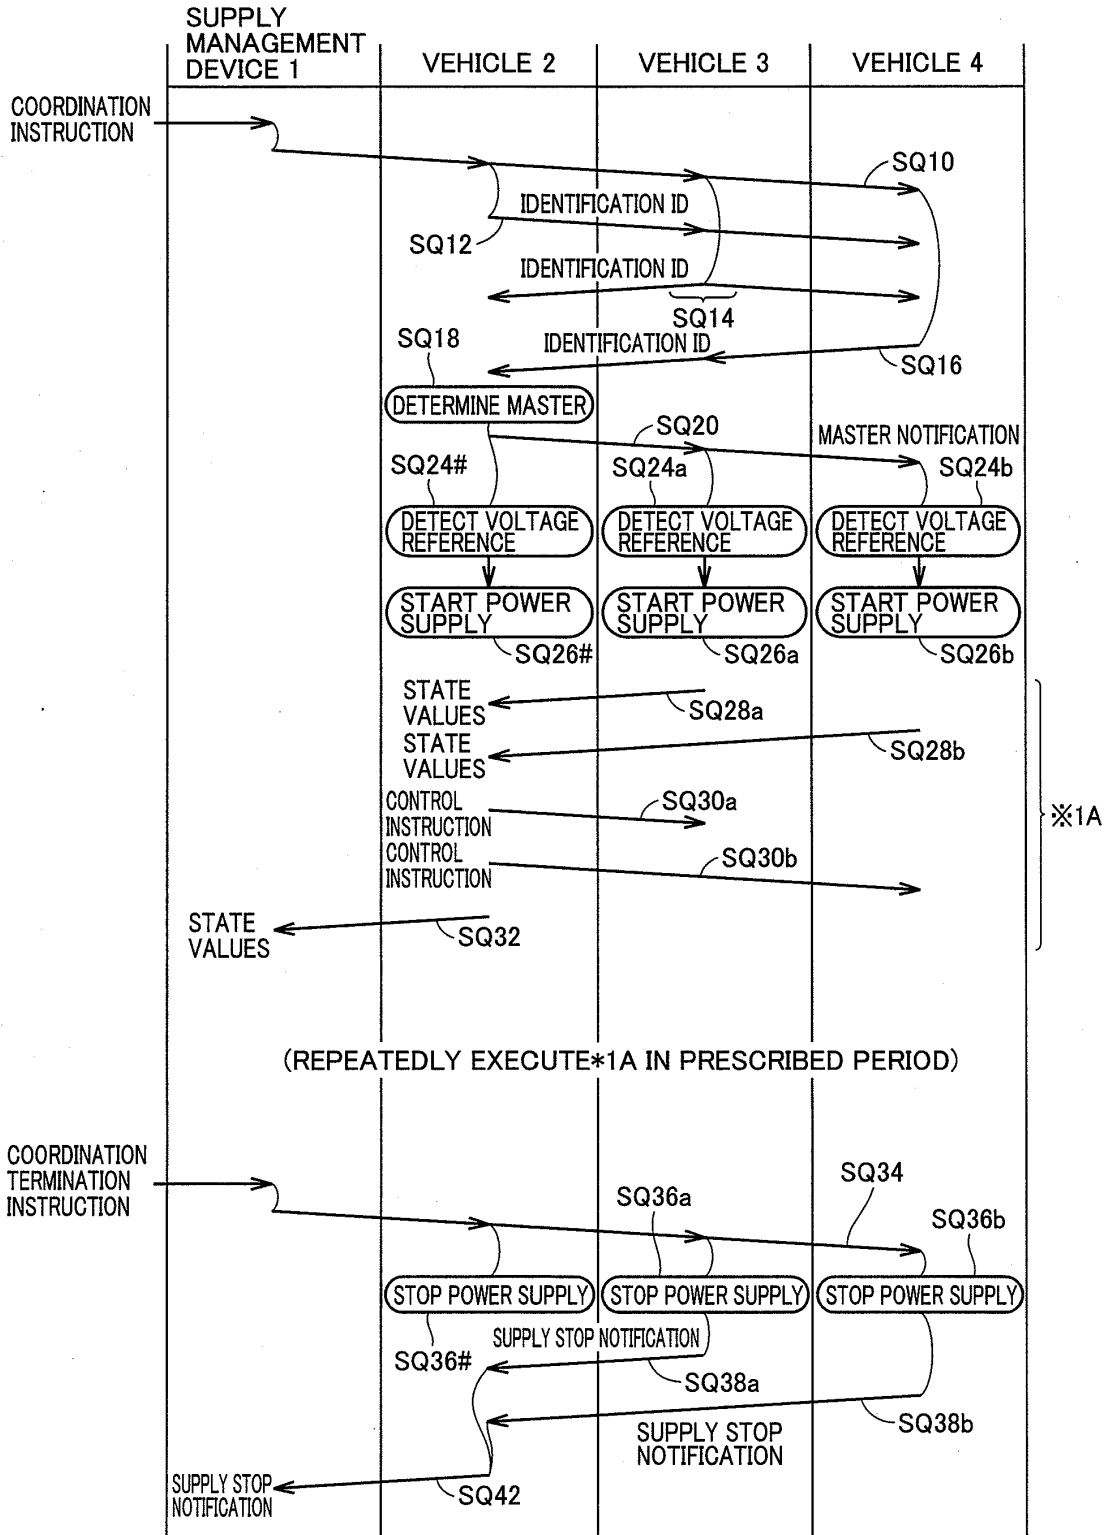 SUPPLY
MANAGEMENT
DEVICE 1
VEHICLE 2
VEHICLE 3
VEHICLE 4
COORDINATION
INSTRUCTION
SQ10
IDENTIFICATION ID
SQ12
IDENTIFICATION ID
SQ14
SQ18
IDENTIFICATION ID
SQ16
DETERMINE MASTER
SQ20
MASTER NOTIFICATION
SQ24#
SQ24a
SQ24b
DETECT VOLTAGE
REFERENCE
DETECT VOLTAGE
REFERENCE
DETECT VOLTAGE
REFERENCE
START POWER
SUPPLY
START POWER
SUPPLY
START POWER
SUPPLY
SQ26#
SQ26a
SQ26b
STATE
VALUES
SQ28a
STATE
VALUES
SQ28b
CONTROL
INSTRUCTION
SQ30a
※1A
CONTROL
INSTRUCTION
SQ30b
STATE
VALUES
SQ32
(REPEATEDLY EXECUTE*1A IN PRESCRIBED PERIOD)
COORDINATION
TERMINATION
INSTRUCTION
SQ36a
SQ34
SQ36b
STOP POWER SUPPLY
STOP POWER SUPPLY
STOP POWER SUPPLY
SUPPLY STOP NOTIFICATION
SQ36#
SQ38a
SQ38b
SUPPLY STOP
NOTIFICATION
SUPPLY STOP
NOTIFICATION
SQ42